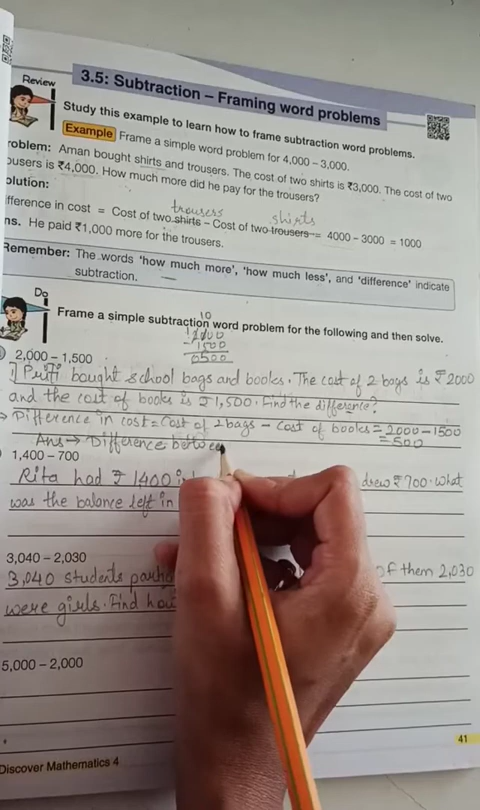 Review
3.5: Subtraction – Framing word problems
Study this example to learn how to frame subtraction word problems.
Example Frame a simple word problem for 4,000 – 3,000.
roblem: Aman bought shirts and trousers. The cost of two shirts is ₹3,000. The cost of two
ousers is ₹4,000. How much more did he pay for the trousers?
olution:
trousers shirts
ifference in cost = Cost of two shirts – Cost of two trousers = 4000 – 3000 = 1000
ns. He paid ₹1,000 more for the trousers.
Remember: The words 'how much more', 'how much less', and 'difference' indicate
subtraction.
Do
Frame a simple subtraction word problem for the following and then solve.
10
- 1500
0500
2,000 – 1,500
1) Priti bought school bags and books. The cost of 2 bags is ₹ 2000
and the cost of books is ₹ 1,500. Find the difference?
→ Difference in cost = Cost of 2 bags - Cost of books = 2000 - 1500
= 500
Ans → Difference betwee
1,400 – 700
Rita had ₹ 1400 drew ₹ 700. What
was the balance left in
3,040 – 2,030
3,040 students of them 2,030
were girls. Find how
5,000 – 2,000
41
Discover Mathematics 4